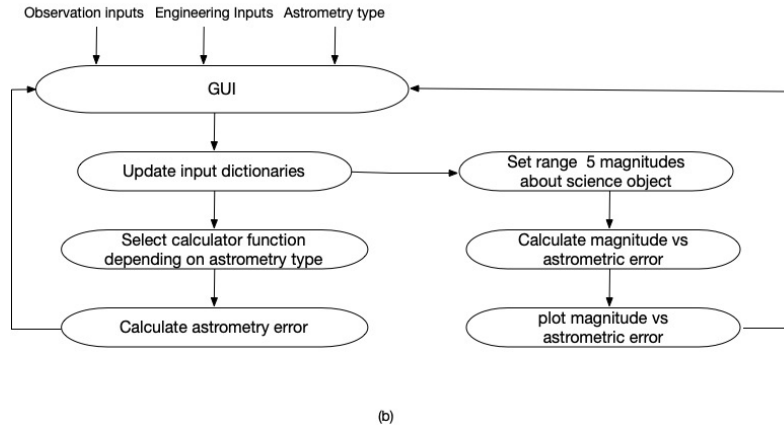 Observation inputs Engineering Inputs Astrometry type
GUI
Update input dictionaries
Set range 5 magnitudes
about science object
Select calculator function
depending on astrometry type
Calculate magnitude vs
astrometric error
Calculate astrometry error
plot magnitude vs
astrometric error
(b)